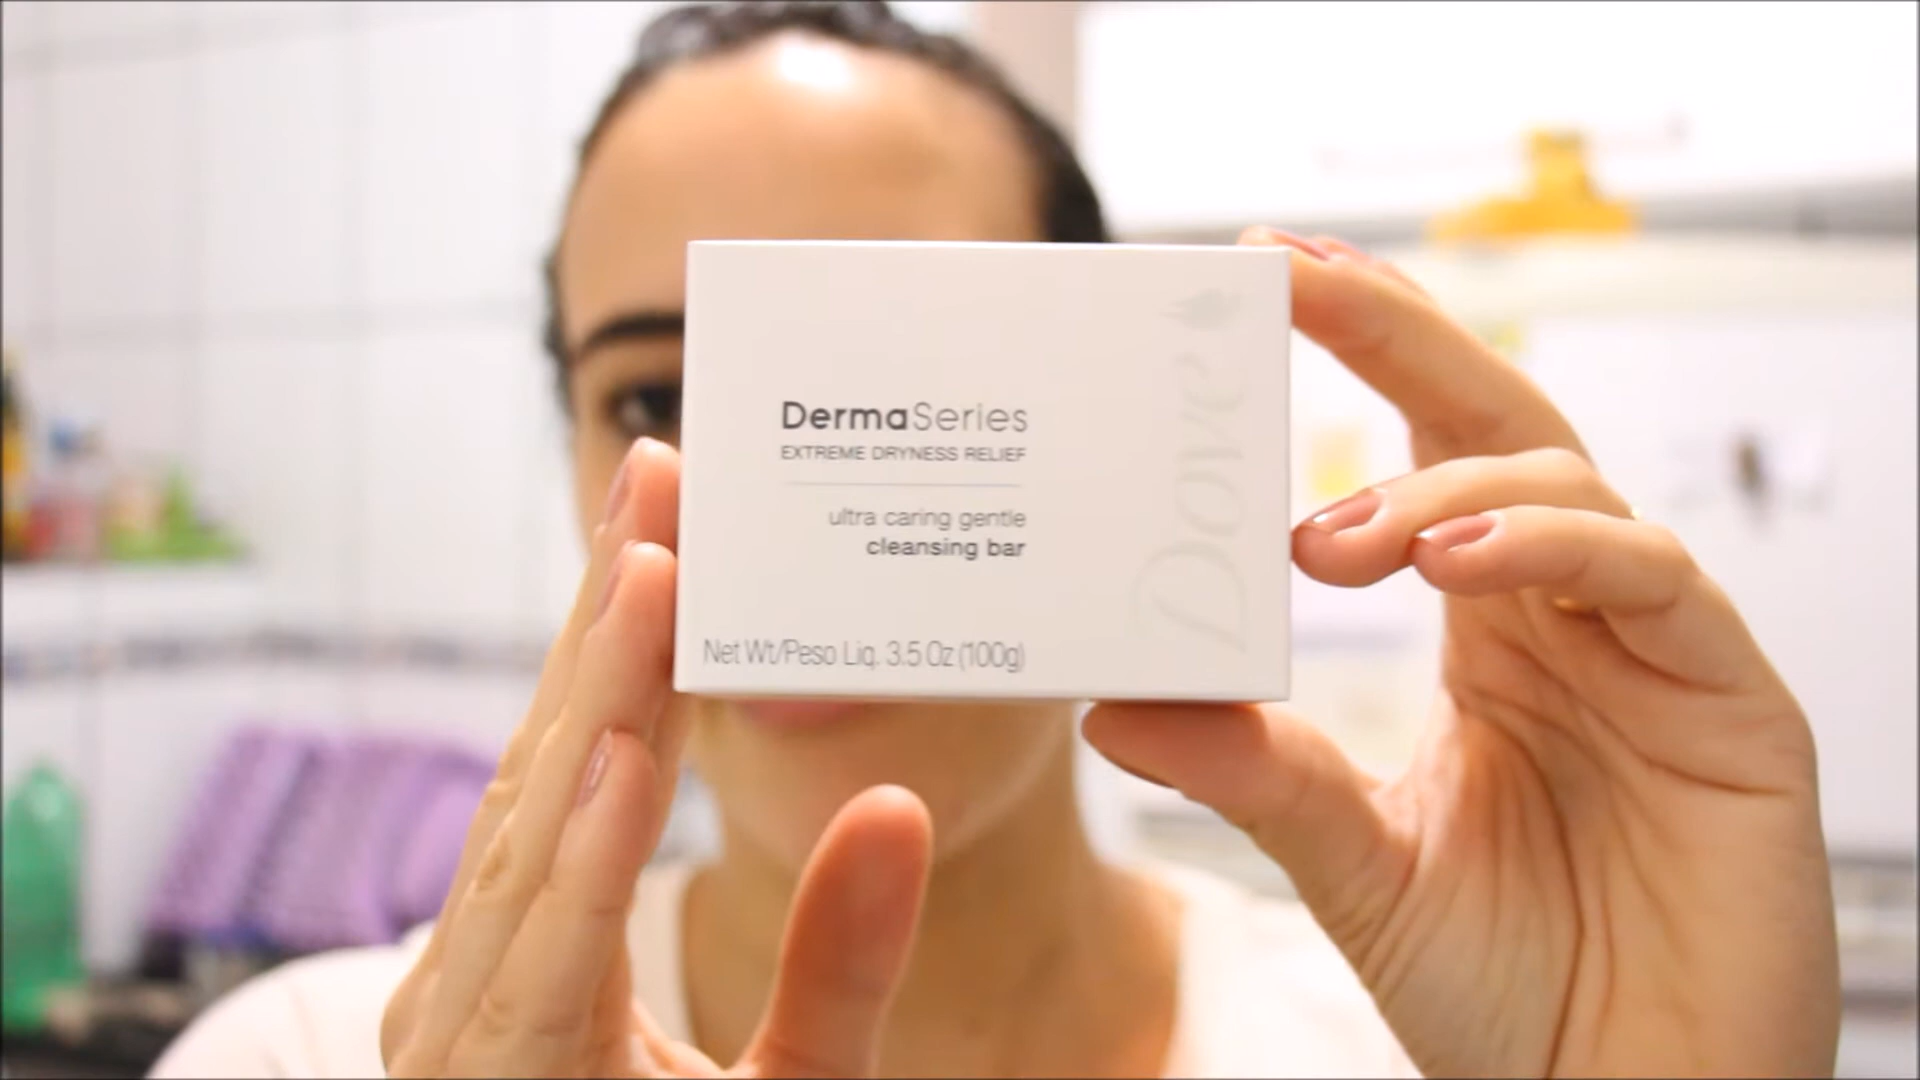 DermaSeries
EXTREME DRYNESS RELIEF
ultra caring gentle
cleansing bar
Net Wt/Peso Liq. 3.5 Oz (100g)
Dove